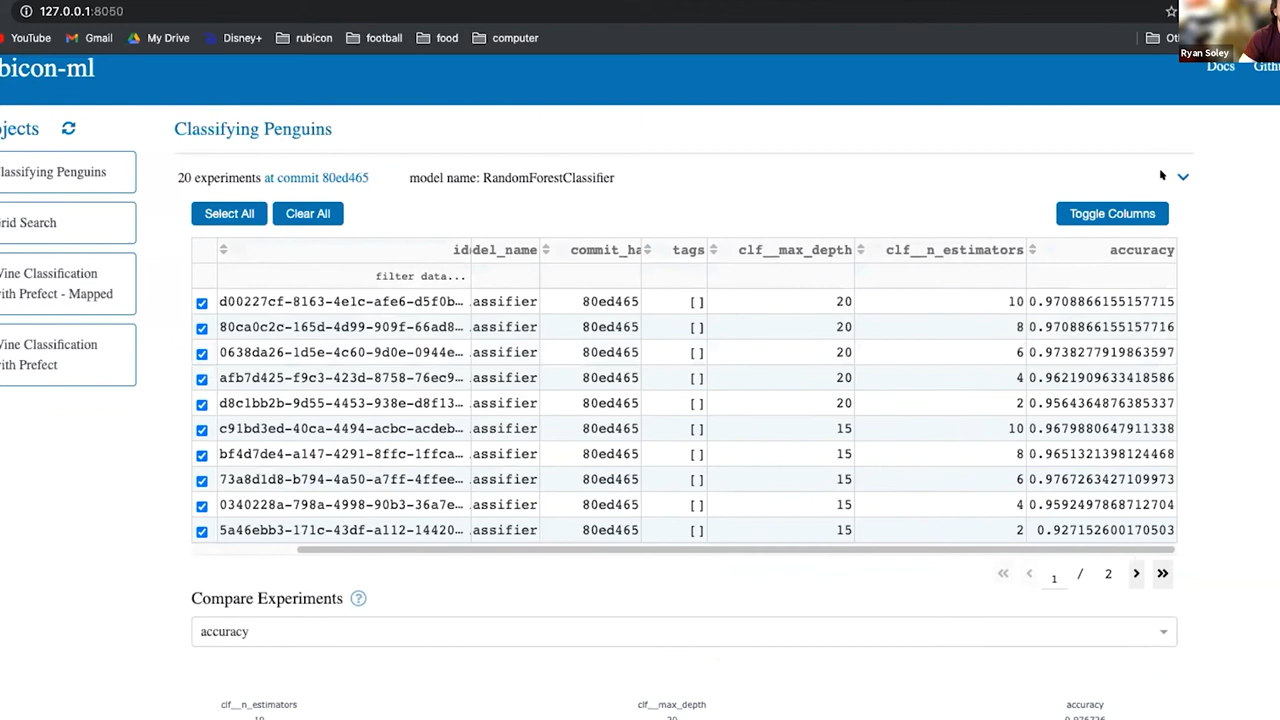 127.0.0.1:8050
YouTube Gmail My Drive Disney+ rubicon football food computer
Ryan Soley
bicon-ml Docs
jects
lassifying Penguins
rid Search
Vine Classification
vith Prefect - Mapped
Vine Classification
vith Prefect
Classifying Penguins
20 experiments at commit 80ed465 model name: RandomForestClassifier
Select All Clear All Toggle Columns
id del_name commit_ha tags clf__max_depth clf__n_estimators accuracy
filter data...
d00227cf-8163-4e1c-afe6-d5f0b… assifier 80ed465 [] 20 10 0.9708866155157715
80ca0c2c-165d-4d99-909f-66ad8… assifier 80ed465 [] 20 8 0.9708866155157716
0638da26-1d5e-4c60-9d0e-0944e… assifier 80ed465 [] 20 6 0.9738277919863597
afb7d425-f9c3-423d-8758-76ec9… assifier 80ed465 [] 20 4 0.9621909633418586
d8c1bb2b-9d55-4453-938e-d8f13… assifier 80ed465 [] 20 2 0.9564364876385337
c91bd3ed-40ca-4494-acbc-acdeb… assifier 80ed465 [] 15 10 0.9679880647911338
bf4d7de4-a147-4291-8ffc-1ffca… assifier 80ed465 [] 15 8 0.9651321398124468
73a8d1d8-b794-4a50-a7ff-4ffee… assifier 80ed465 [] 15 6 0.9767263427109973
0340228a-798a-4998-90b3-36a7e… assifier 80ed465 [] 15 4 0.9592497868712704
5a46ebb3-171c-43df-a112-14420… assifier 80ed465 [] 15 2 0.927152600170503
1 / 2
Compare Experiments ?
accuracy
clf__n_estimators clf__max_depth accuracy